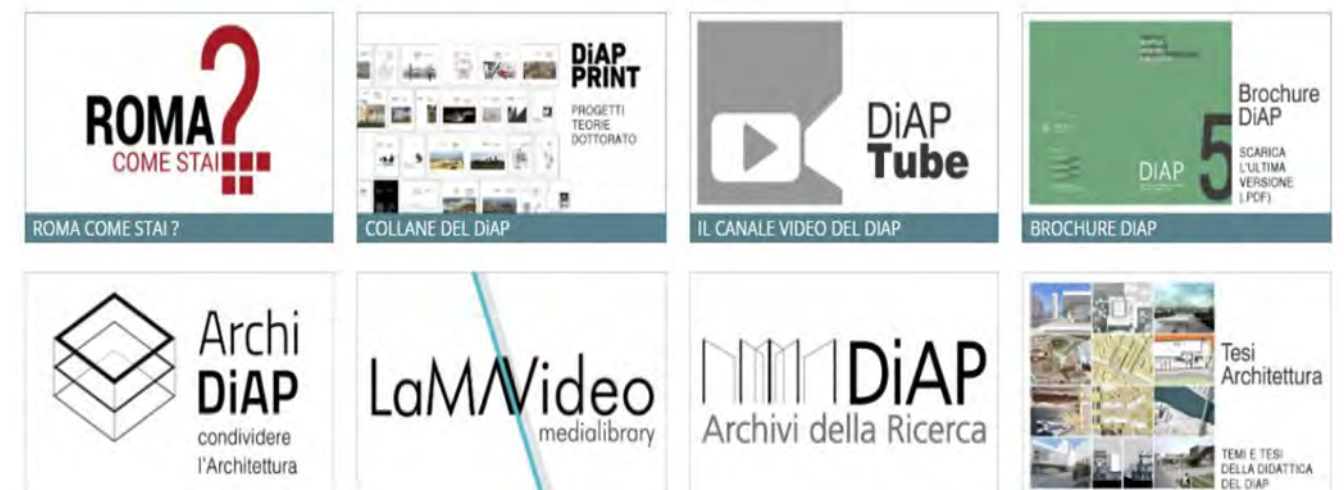 ROMA
COME STAI
?
ROMA COME STAI ?
DiAP
PRINT
PROGETTI
TEORIE
DOTTORATO
COLLANE DEL DiAP
DiAP
Tube
IL CANALE VIDEO DEL DIAP
Brochure
DiAP
5
DiAP
SCARICA
L'ULTIMA
VERSIONE
(.PDF)
BROCHURE DIAP
Archi
DiAP
condividere
l'Architettura
LaMAVideo
medialibrary
DiAP
Archivi della Ricerca
Tesi
Architettura
TEMI E TESI
DELLA DIDATTICA
DEL DIAP